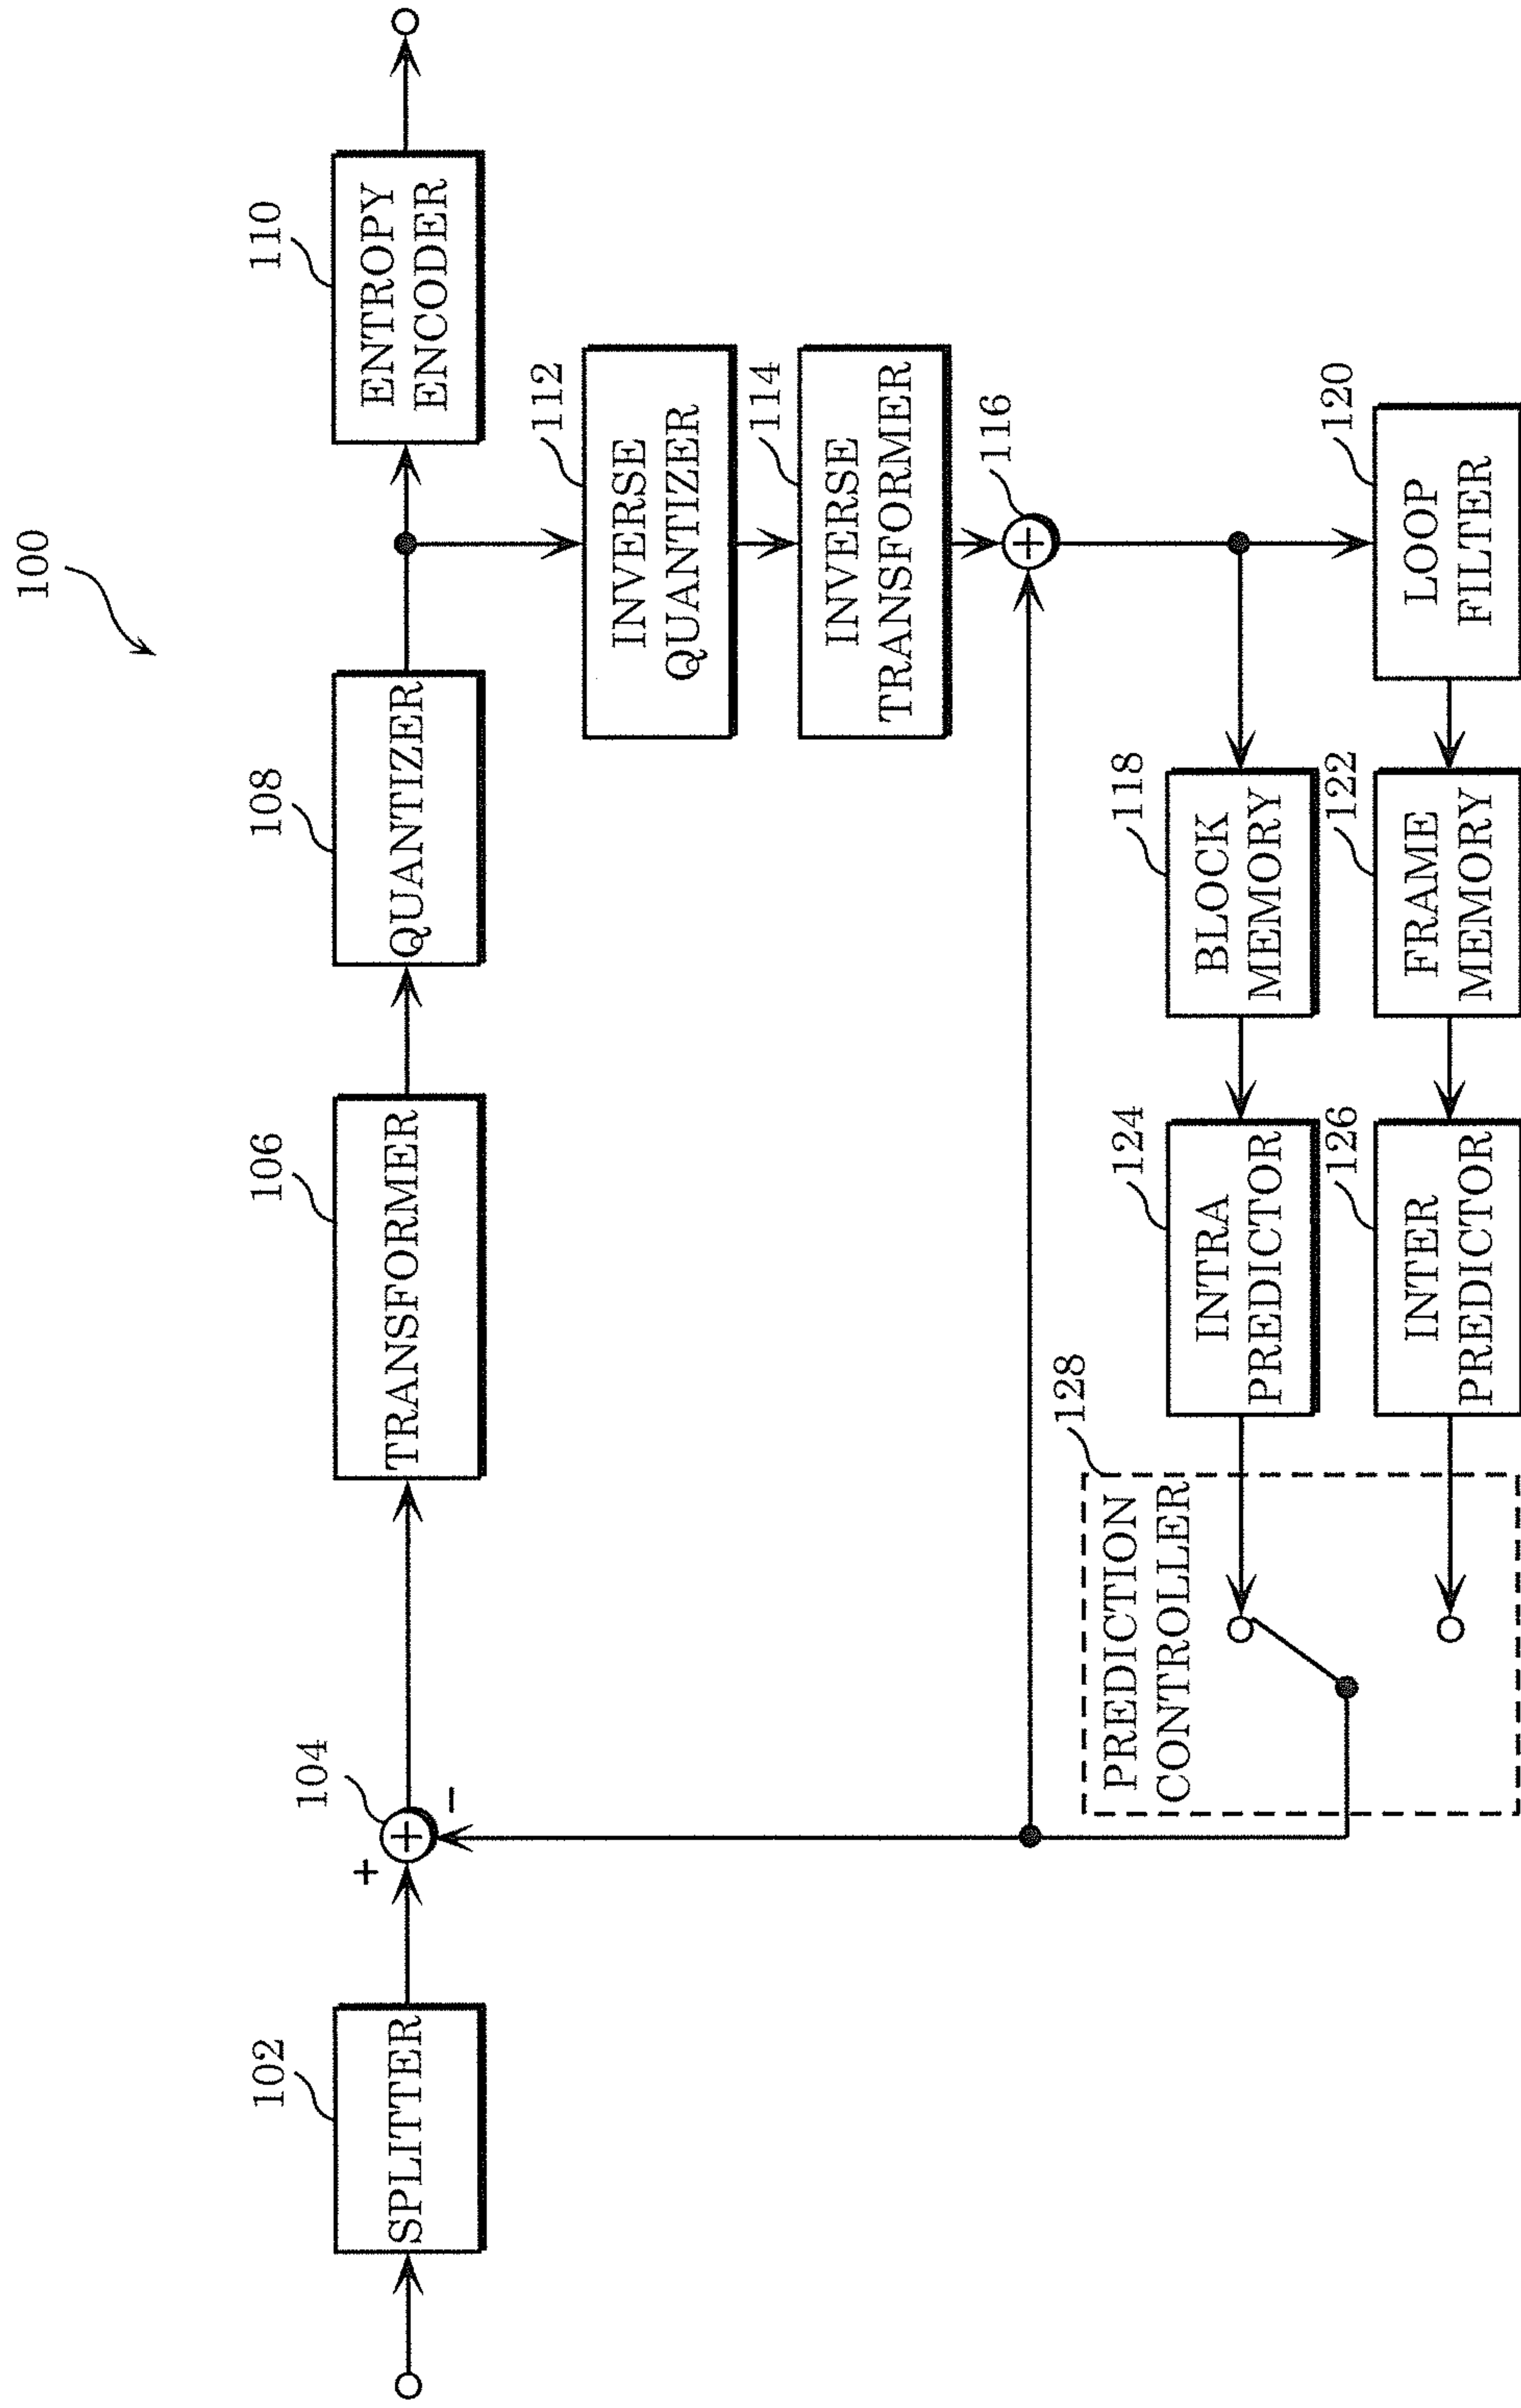 100
102
SPLITTER
104
+
−
106
TRANSFORMER
108
QUANTIZER
110
ENTROPY
ENCODER
112
INVERSE
QUANTIZER
114
INVERSE
TRANSFORMER
116
+
+
128
PREDICTION
CONTROLLER
124
INTRA
PREDICTOR
118
BLOCK
MEMORY
126
INTER
PREDICTOR
122
FRAME
MEMORY
120
LOOP
FILTER